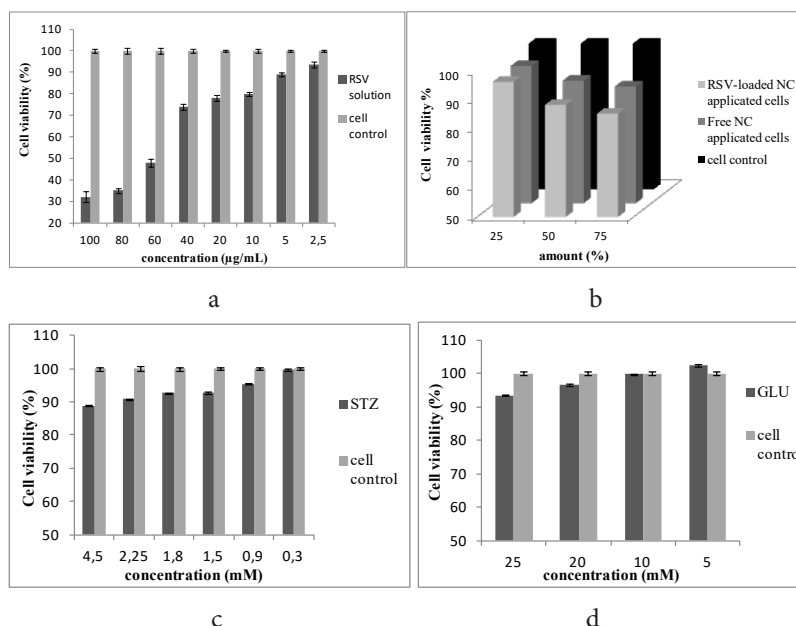 110
100
90
80
70
60
50
40
30
20
Cell viability (%)
100 80 60 40 20 10 5 2,5
concentration (µg/mL)
RSV
solution
cell
control
a
100
90
80
70
60
50
Cell viability %
25 50 75
amount (%)
RSV-loaded NC
applicated cells
Free NC
applicated cells
cell control
b
110
100
90
80
70
60
50
Cell viability (%)
4,5 2,25 1,8 1,5 0,9 0,3
concentration (mM)
STZ
cell
control
c
110
100
90
80
70
60
50
Cell viability (%)
25 20 10 5
concentration (mM)
GLU
cell
control
d